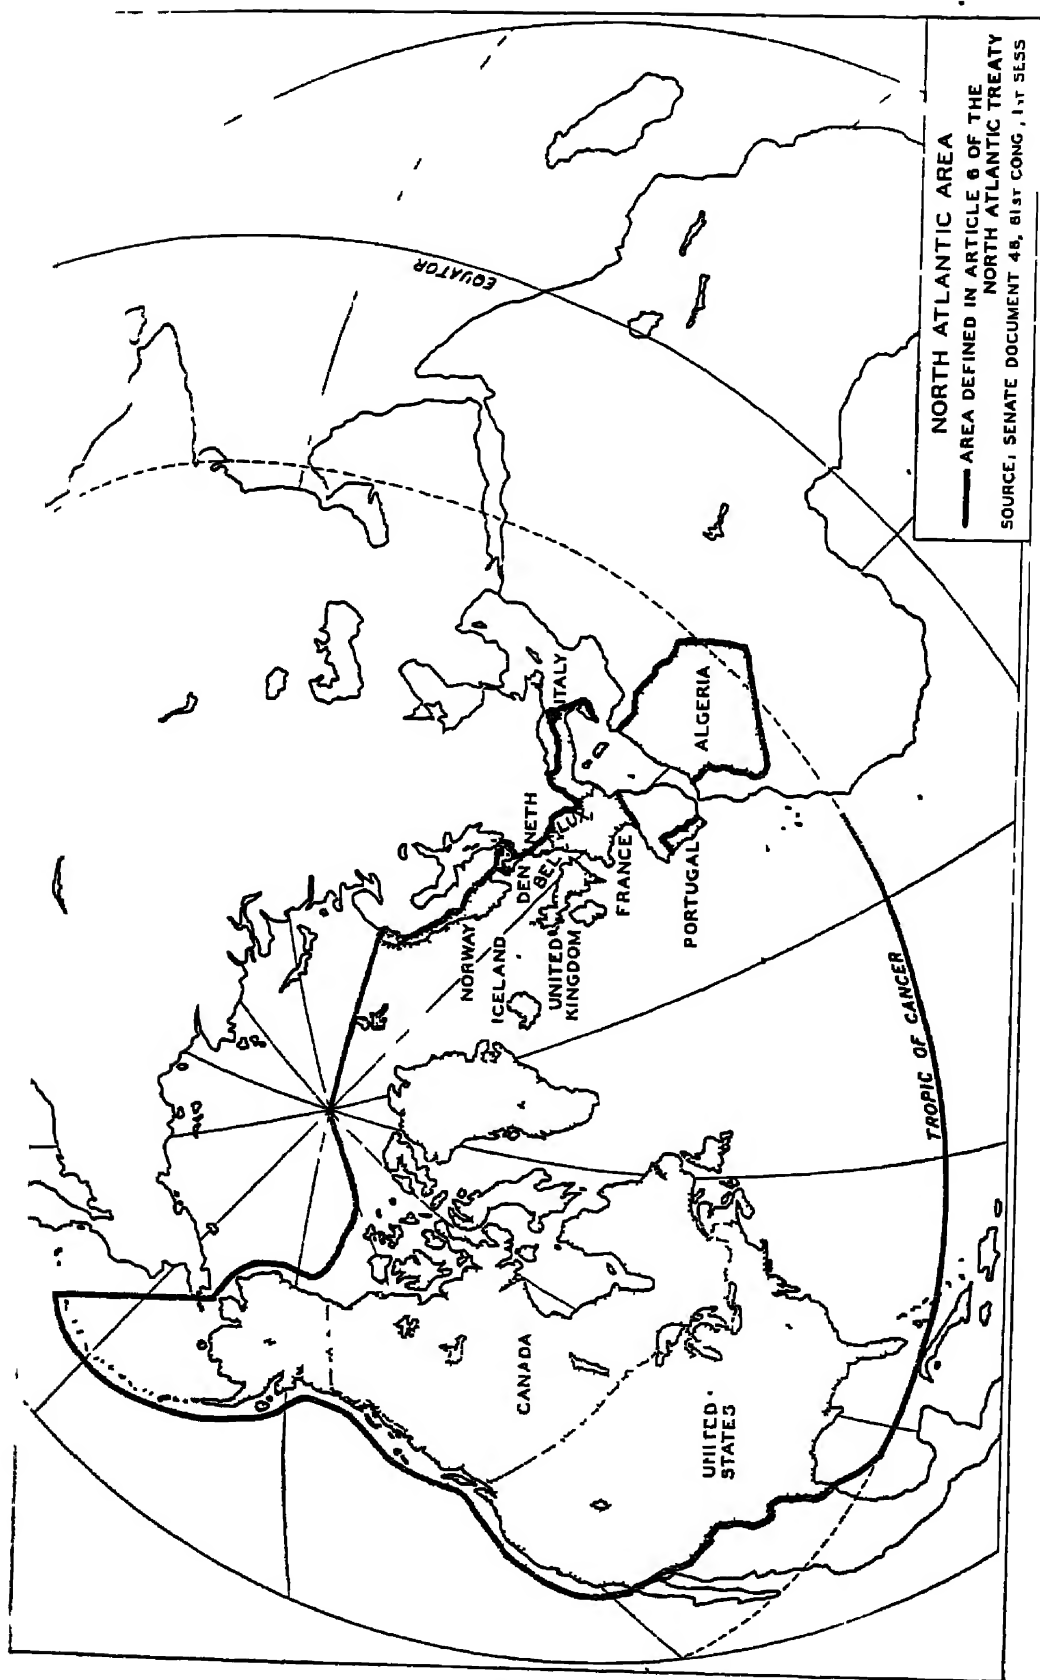 NORTH ATLANTIC AREA
AREA DEFINED IN ARTICLE 6 OF THE
NORTH ATLANTIC TREATY
SOURCE: SENATE DOCUMENT 48, 81ST CONG, 1ST SESS
EQUATOR
ITALY
ALGERIA
NETH
DEN
BEL
LUX
FRANCE
PORTUGAL
NORWAY
ICELAND
UNITED
KINGDOM
TROPIC OF CANCER
CANADA
UNITED
STATES